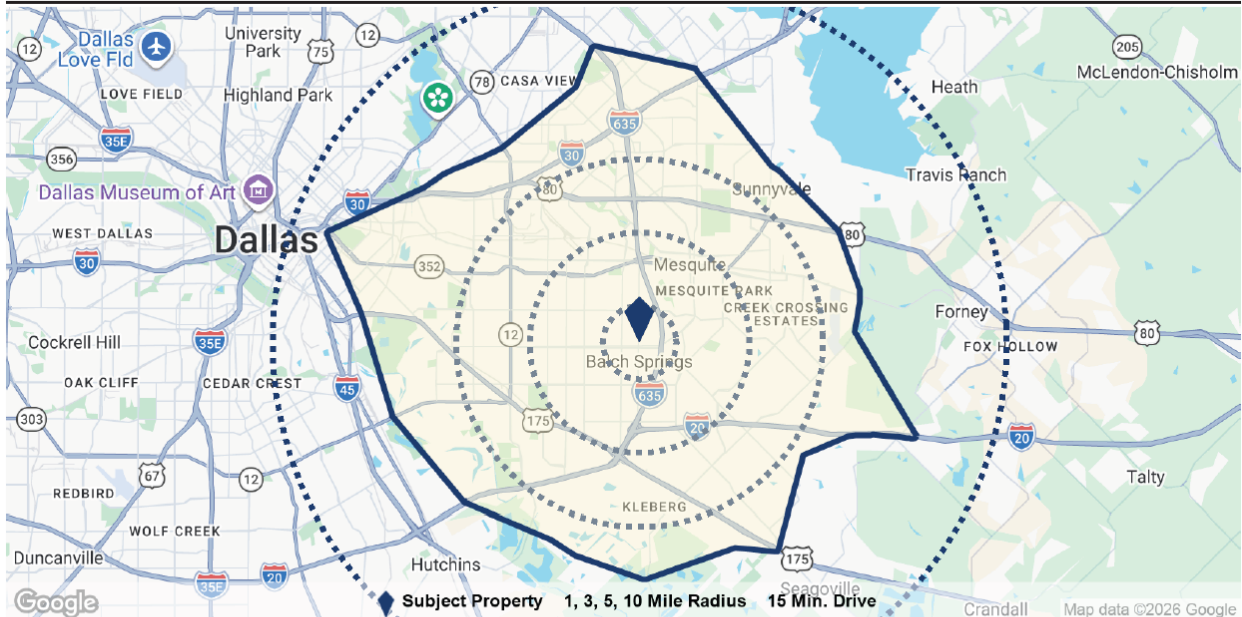 12
Dallas
Love Fld
University
Park
75
12
205
McLendon-Chisholm
LOVE FIELD
Highland Park
78
CASA VIEW
Heath
35E
635
356
30
Dallas Museum of Art
30
80
Sunnyvale
Travis Ranch
WEST DALLAS
Dallas
80
30
352
Mesquite
MESQUITE PARK
CREEK CROSSING
ESTATES
Forney
12
80
Cockrell Hill
35E
Balch Springs
FOX HOLLOW
OAK CLIFF
CEDAR CREST
45
635
303
175
20
20
67
12
Talty
REDBIRD
KLEBERG
WOLF CREEK
Duncanville
Hutchins
175
35E
20
Seagoville
Google
Subject Property 1, 3, 5, 10 Mile Radius 15 Min. Drive
Crandall
Map data ©2026 Google